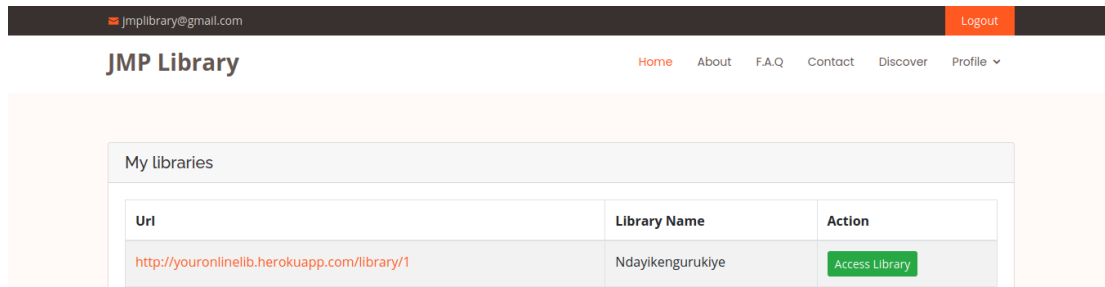 jmplibrary@gmail.com Logout
JMP Library Home About F.A.Q Contact Discover Profile
My libraries
Url Library Name Action
http://youronlinelib.herokuapp.com/library/1 Ndayikengurukiye Access Library